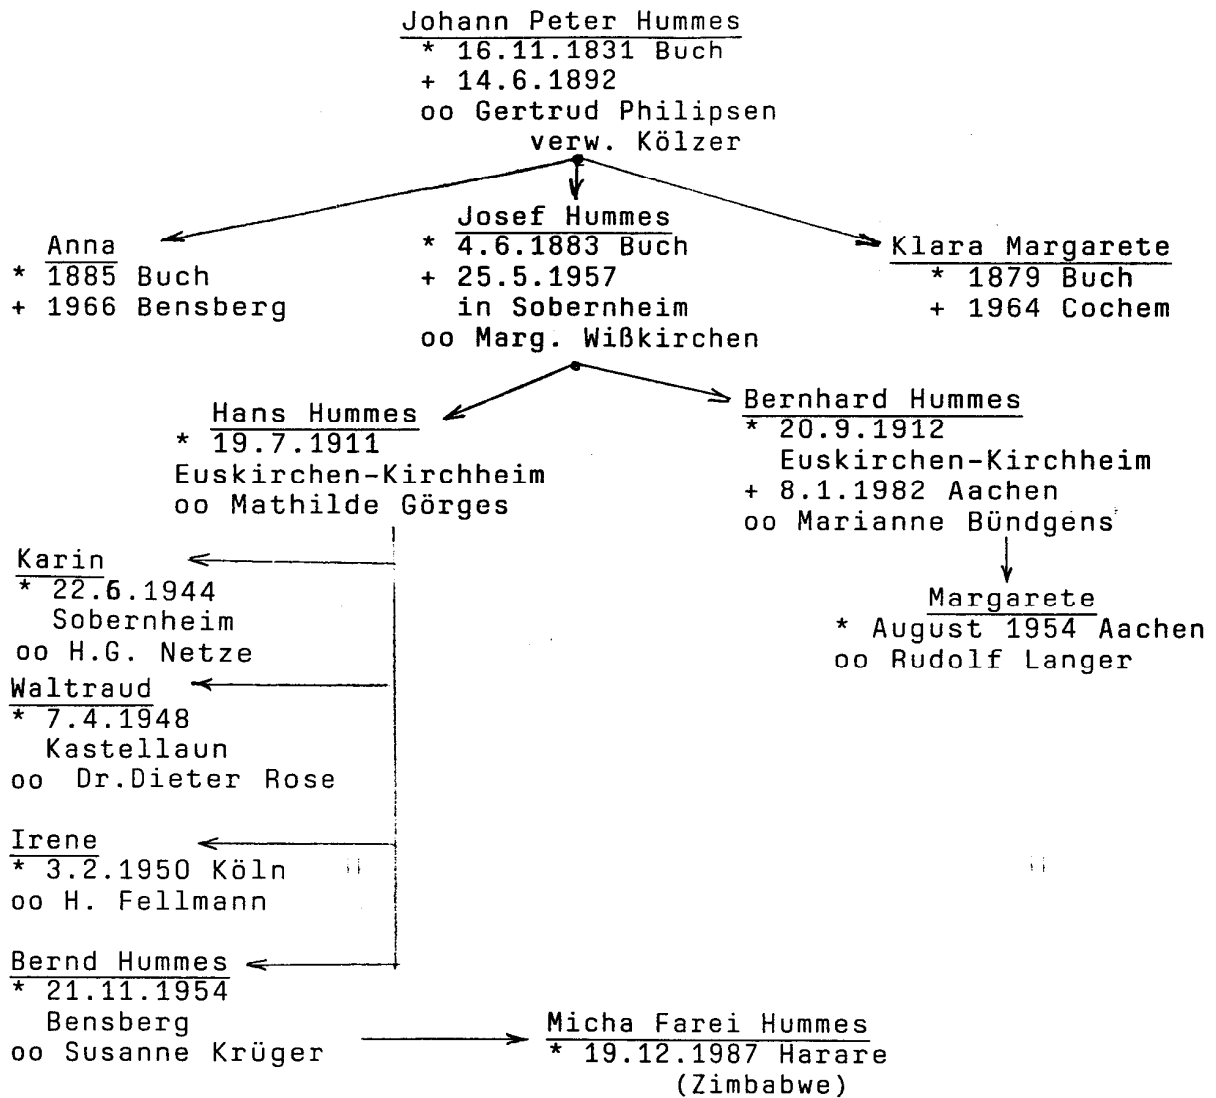 Johann Peter Hummes
* 16.11.1831 Buch
+ 14.6.1892
oo Gertrud Philipsen
verw. Kölzer
Anna
* 1885 Buch
+ 1966 Bensberg
Josef Hummes
* 4.6.1883 Buch
+ 25.5.1957
in Sobernheim
oo Marg. Wißkirchen
Klara Margarete
* 1879 Buch
+ 1964 Cochem
Hans Hummes
* 19.7.1911
Euskirchen-Kirchheim
oo Mathilde Görges
Bernhard Hummes
* 20.9.1912
Euskirchen-Kirchheim
+ 8.1.1982 Aachen
oo Marianne Bündgens
Margarete
* August 1954 Aachen
oo Rudolf Langer
Karin
* 22.6.1944
Sobernheim
oo H.G. Netze
Waltraud
* 7.4.1948
Kastellaun
oo Dr.Dieter Rose
Irene
* 3.2.1950 Köln
oo H. Fellmann
Bernd Hummes
* 21.11.1954
Bensberg
oo Susanne Krüger
Micha Farei Hummes
* 19.12.1987 Harare
(Zimbabwe)